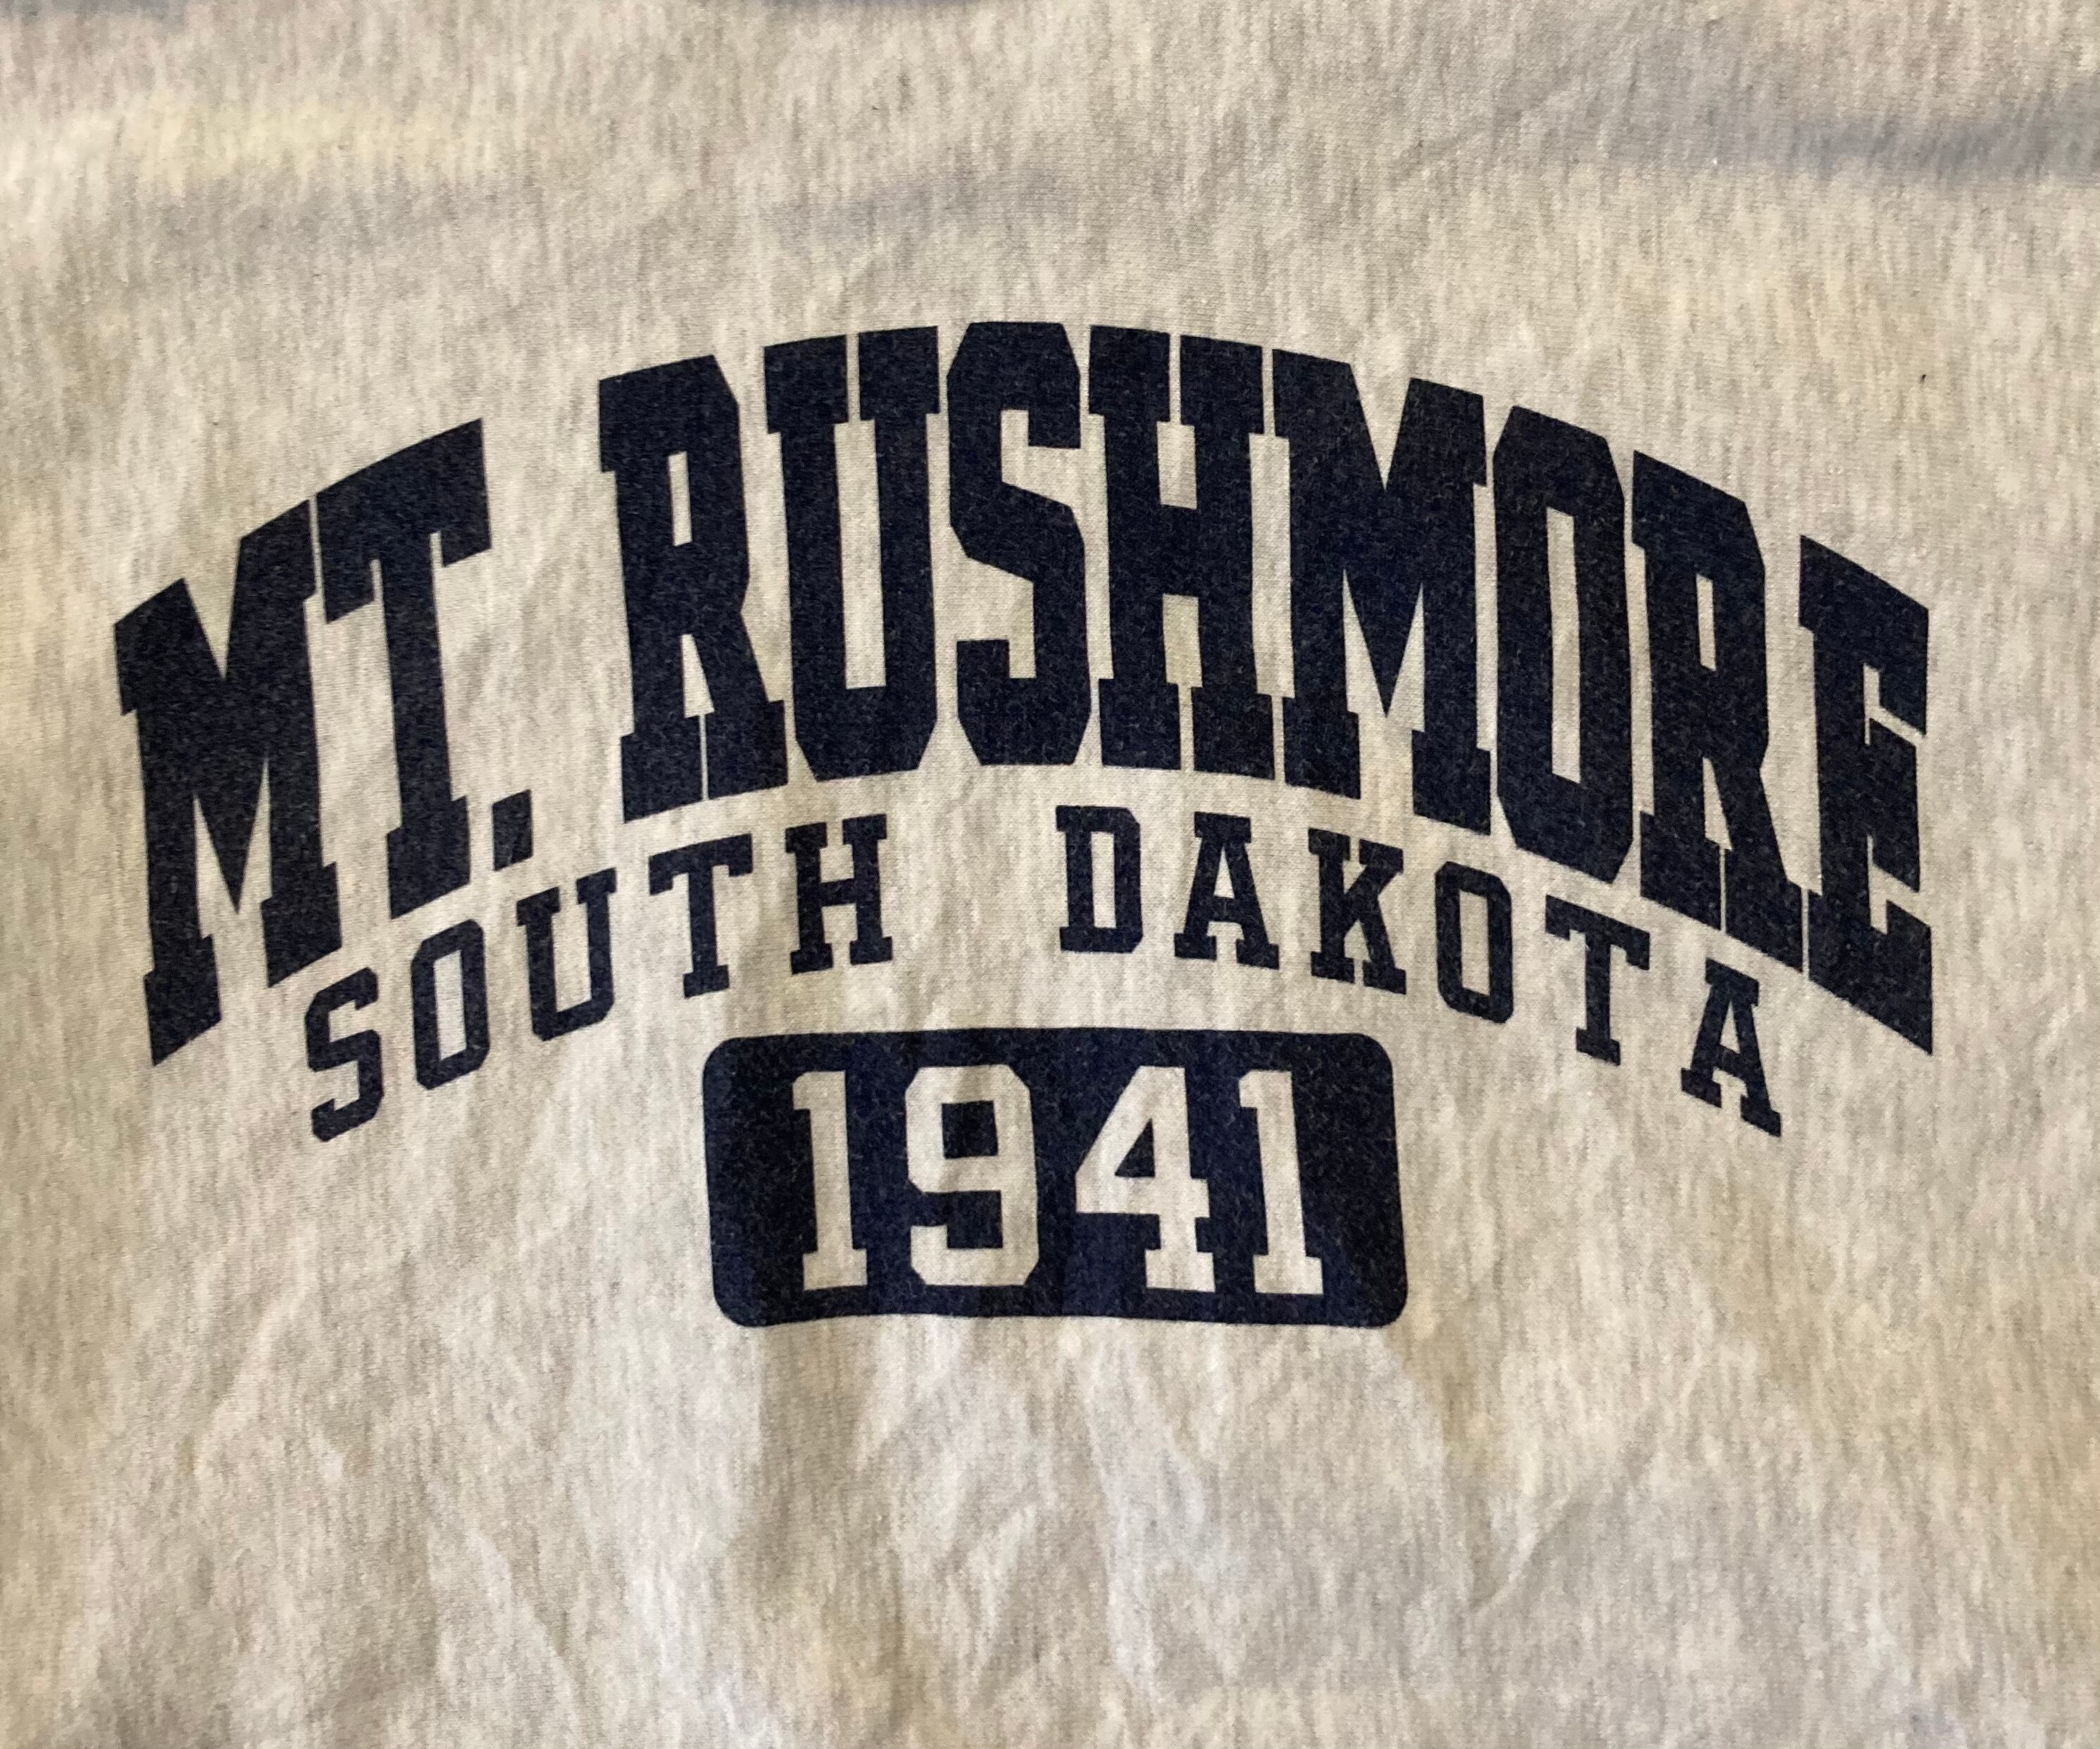 MT. RUSHMORE
SOUTH DAKOTA
1941